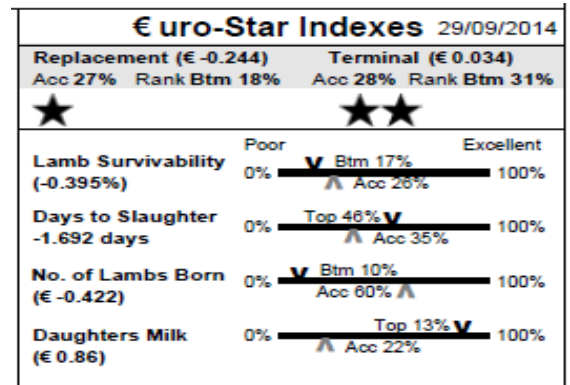 € uro-Star Indexes 29/09/2014
Replacement (€ -0.244) Terminal (€ 0.034)
Acc 27% Rank Btm 18% Acc 28% Rank Btm 31%
Poor Excellent
Lamb Survivability 0% Btm 17% 100%
(-0.395%) Acc 26%
Days to Slaughter 0% Top 46% 100%
-1.692 days Acc 35%
No. of Lambs Born 0% Btm 10%
(€ -0.422) Acc 60% 100%
Daughters Milk 0% Top 13% 100%
(€ 0.86) Acc 22%